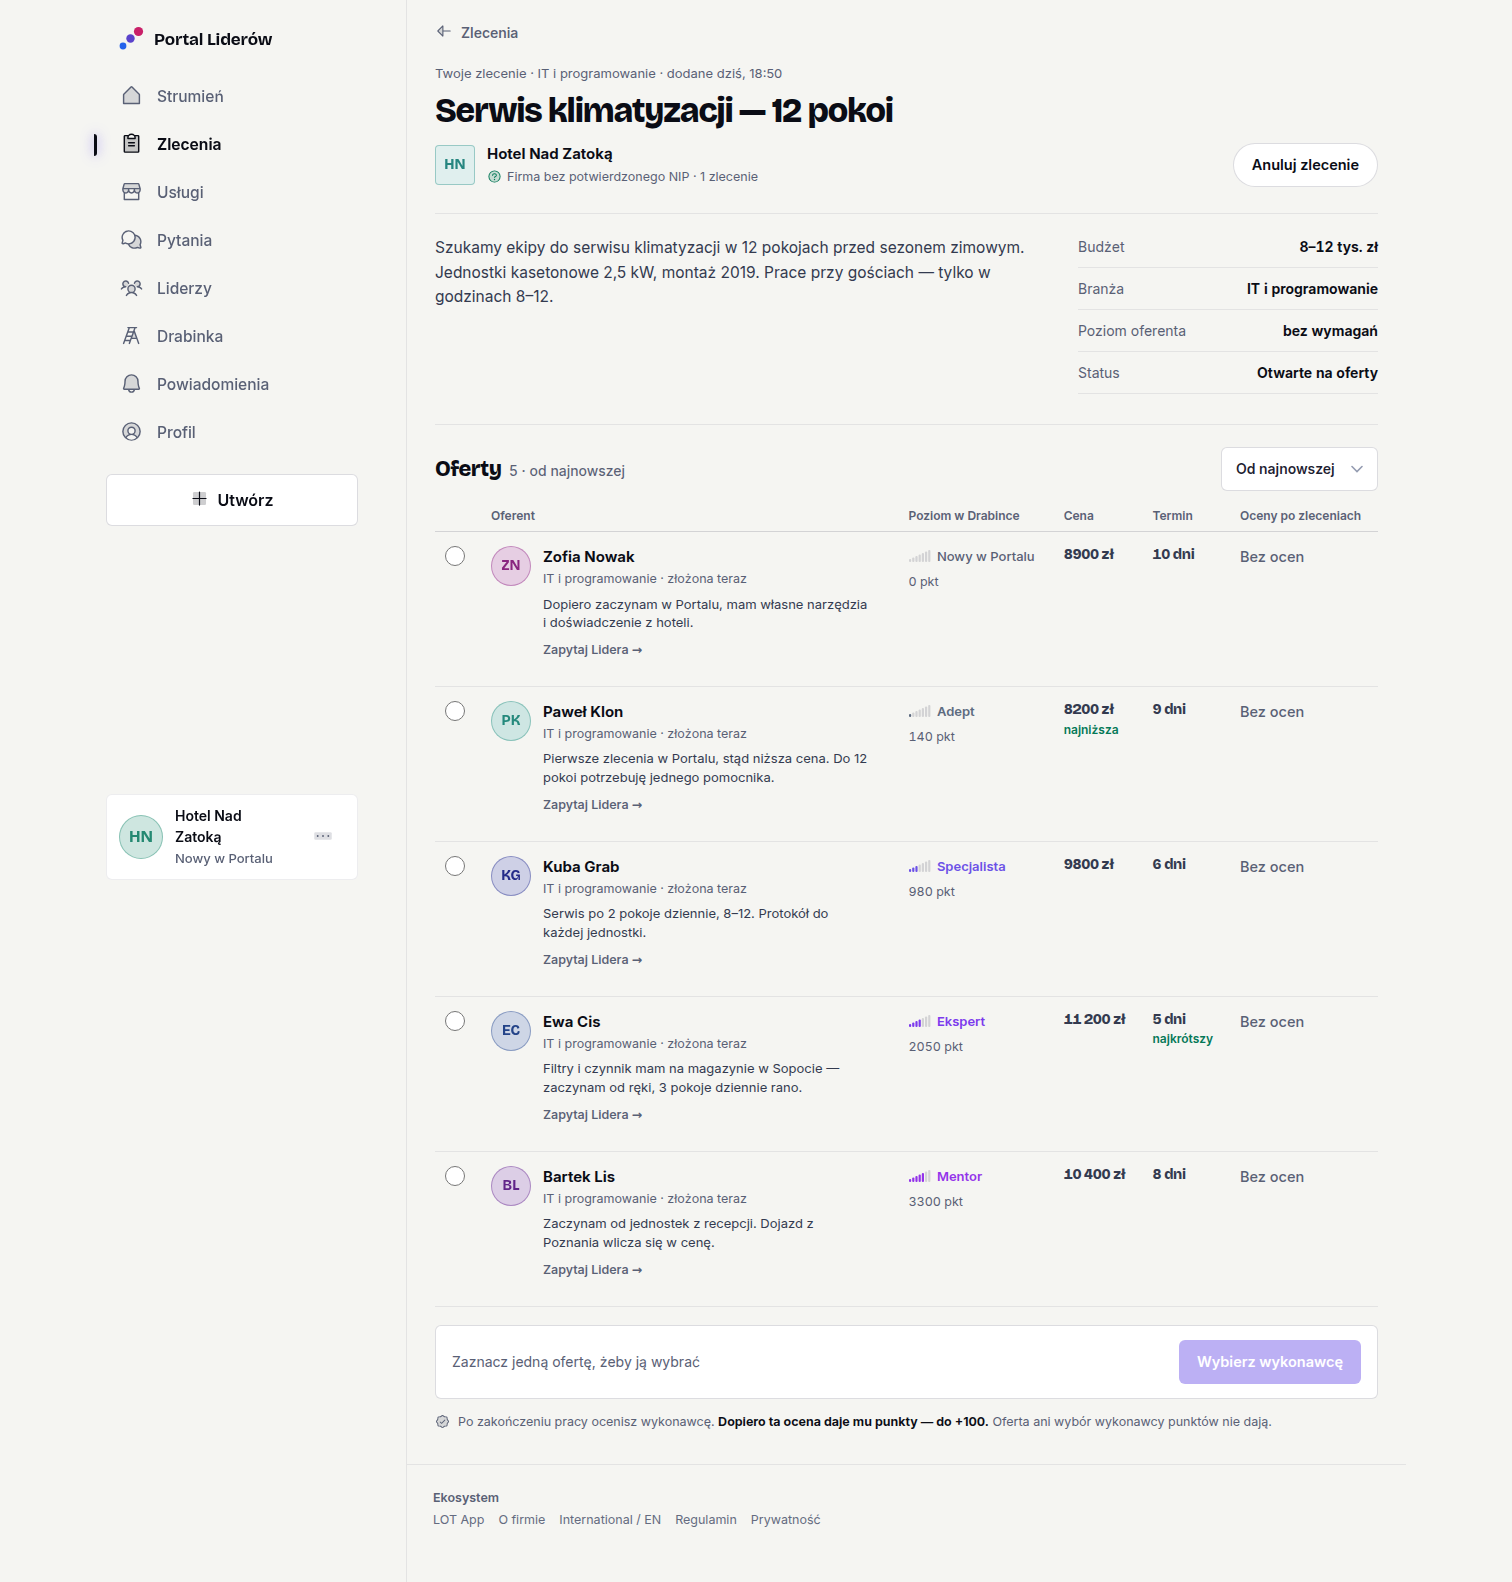 Portal Liderów
Strumień
Zlecenia
Usługi
Pytania
Liderzy
Drabinka
Powiadomienia
Profil
Utwórz
HN
Hotel Nad
Zatoką
Nowy w Portalu
Zlecenia
Twoje zlecenie · IT i programowanie · dodane dziś, 18:50
Serwis klimatyzacji — 12 pokoi
HN
Hotel Nad Zatoką
Firma bez potwierdzonego NIP · 1 zlecenie
Anuluj zlecenie
Szukamy ekipy do serwisu klimatyzacji w 12 pokojach przed sezonem zimowym.
Jednostki kasetonowe 2,5 kW, montaż 2019. Prace przy gościach — tylko w
godzinach 8–12.
Budżet 8–12 tys. zł
Branża IT i programowanie
Poziom oferenta bez wymagań
Status Otwarte na oferty
Oferty 5 · od najnowszej
Od najnowszej
Oferent Poziom w Drabince Cena Termin Oceny po zleceniach
ZN Zofia Nowak Nowy w Portalu 8900 zł 10 dni Bez ocen
IT i programowanie · złożona teraz 0 pkt
Dopiero zaczynam w Portalu, mam własne narzędzia
i doświadczenie z hoteli.
Zapytaj Lidera →
PK Paweł Klon Adept 8200 zł 9 dni Bez ocen
IT i programowanie · złożona teraz 140 pkt najniższa
Pierwsze zlecenia w Portalu, stąd niższa cena. Do 12
pokoi potrzebuję jednego pomocnika.
Zapytaj Lidera →
KG Kuba Grab Specjalista 9800 zł 6 dni Bez ocen
IT i programowanie · złożona teraz 980 pkt
Serwis po 2 pokoje dziennie, 8–12. Protokół do
każdej jednostki.
Zapytaj Lidera →
EC Ewa Cis Ekspert 11 200 zł 5 dni Bez ocen
IT i programowanie · złożona teraz 2050 pkt najkrótszy
Filtry i czynnik mam na magazynie w Sopocie —
zaczynam od ręki, 3 pokoje dziennie rano.
Zapytaj Lidera →
BL Bartek Lis Mentor 10 400 zł 8 dni Bez ocen
IT i programowanie · złożona teraz 3300 pkt
Zaczynam od jednostek z recepcji. Dojazd z
Poznania wlicza się w cenę.
Zapytaj Lidera →
Zaznacz jedną ofertę, żeby ją wybrać
Wybierz wykonawcę
Po zakończeniu pracy ocenisz wykonawcę. Dopiero ta ocena daje mu punkty — do +100. Oferta ani wybór wykonawcy punktów nie dają.
Ekosystem
LOT App O firmie International / EN Regulamin Prywatność